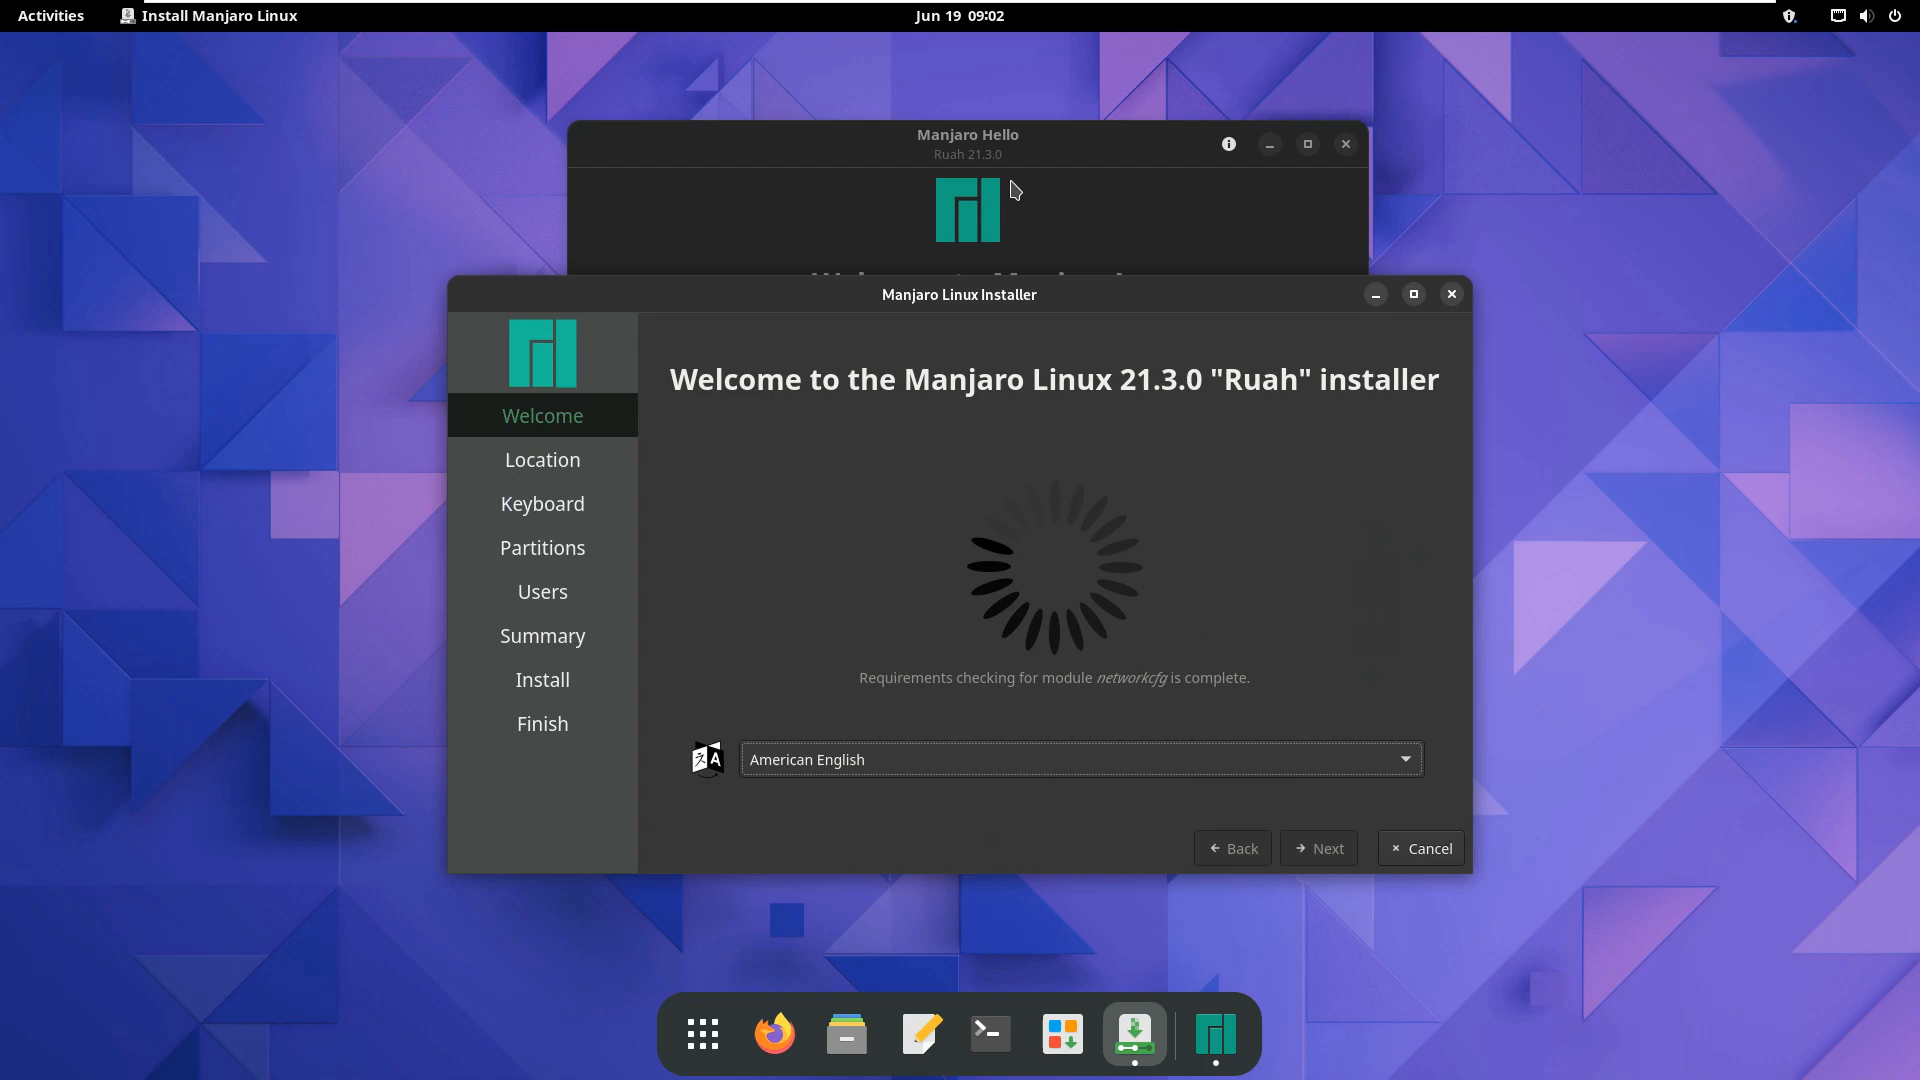 Activities
Install Manjaro Linux
Jun 19 09:02
Manjaro Hello
Ruah 21.3.0
Manjaro Linux Installer
Welcome to the Manjaro Linux 21.3.0 "Ruah" installer
Welcome
Location
Keyboard
Partitions
Users
Summary
Install
Finish
Requirements checking for module networkcfg is complete.
American English
Back
Next
Cancel